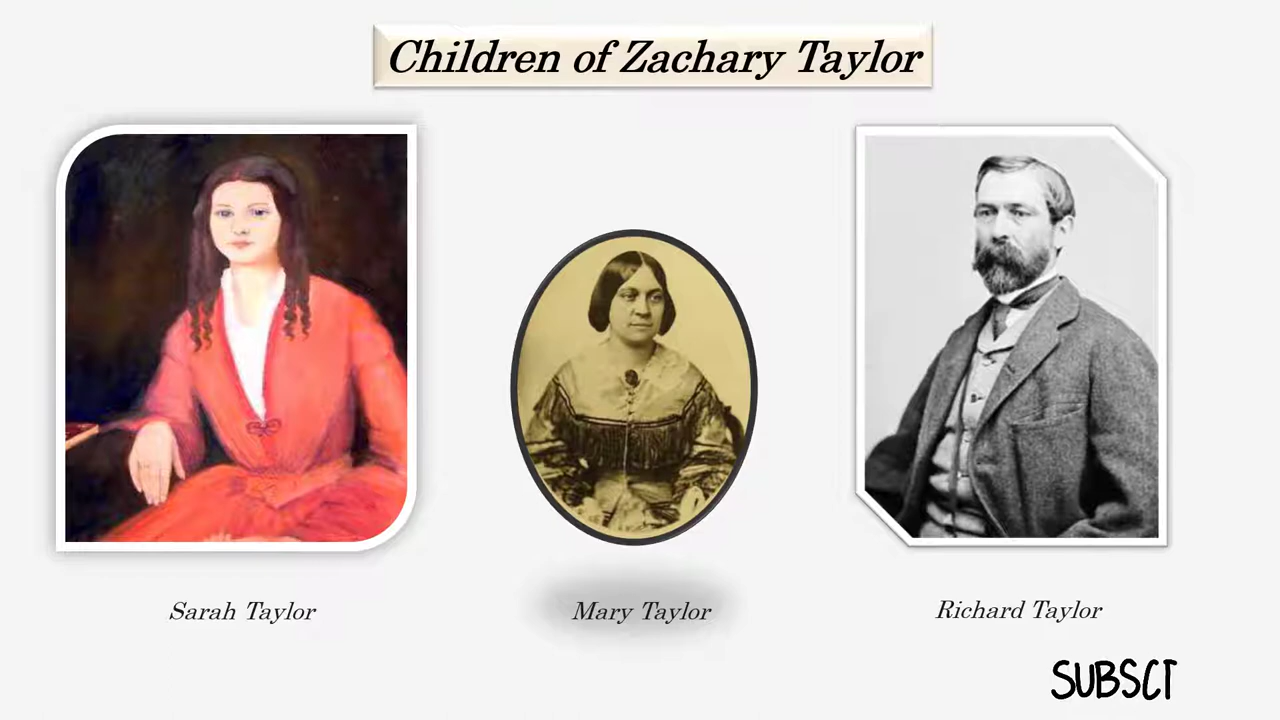 Children of Zachary Taylor
Sarah Taylor
Mary Taylor
Richard Taylor
SUBSCI